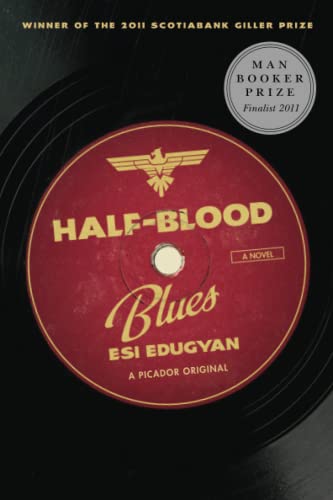 WINNER OF THE 2011 SCOTIABANK GILLER PRIZE
MAN
BOOKER
PRIZE
Finalist 2011
HALF-BLOOD
A NOVEL
Blues
ESI EDUGYAN
A PICADOR ORIGINAL